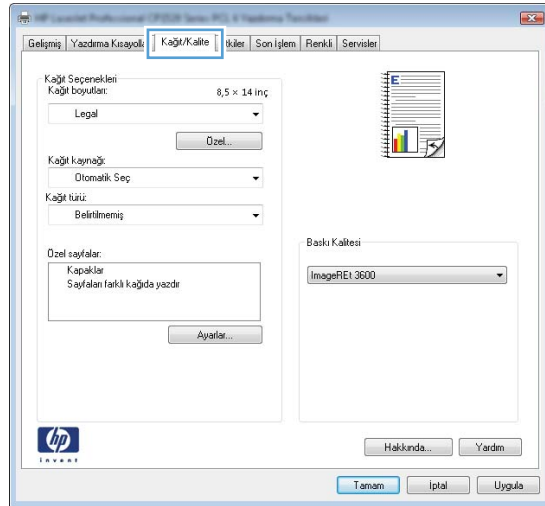 Gelişmiş Yazdırma Kısayolla Kağıt/Kalite tkiler Son İşlem Renkli Servisler
Kağıt Seçenekleri
Kağıt boyutları: 8,5 × 14 inç
Legal
Özel...
Kağıt kaynağı:
Otomatik Seç
Kağıt türü:
Belirtilmemiş
Özel sayfalar:
Kapaklar
Sayfaları farklı kağıda yazdır
Ayarlar...
E
Baskı Kalitesi
ImageREt 3600
hp
invent
Hakkında... Yardım
Tamam İptal Uygula